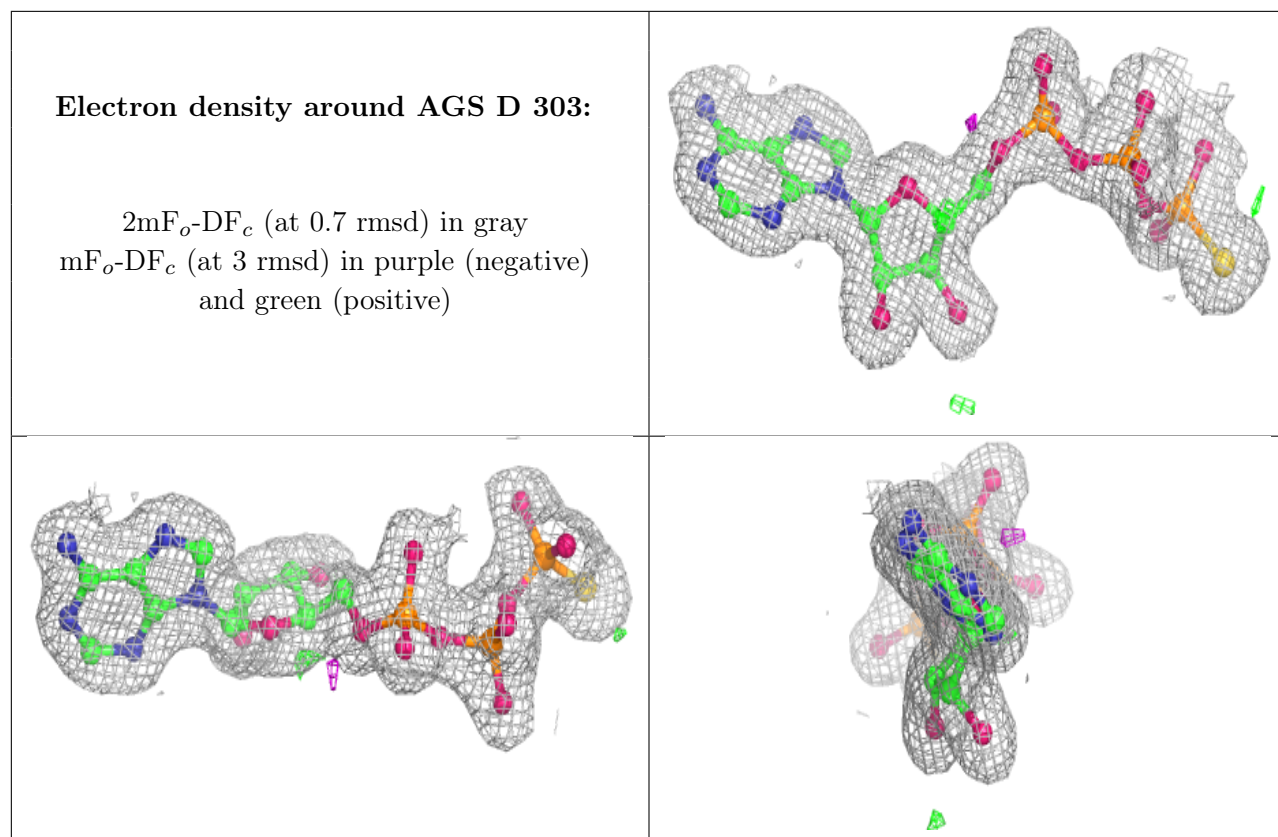 Electron density around AGS D 303:
2mFo-DFc (at 0.7 rmsd) in gray
mFo-DFc (at 3 rmsd) in purple (negative)
and green (positive)